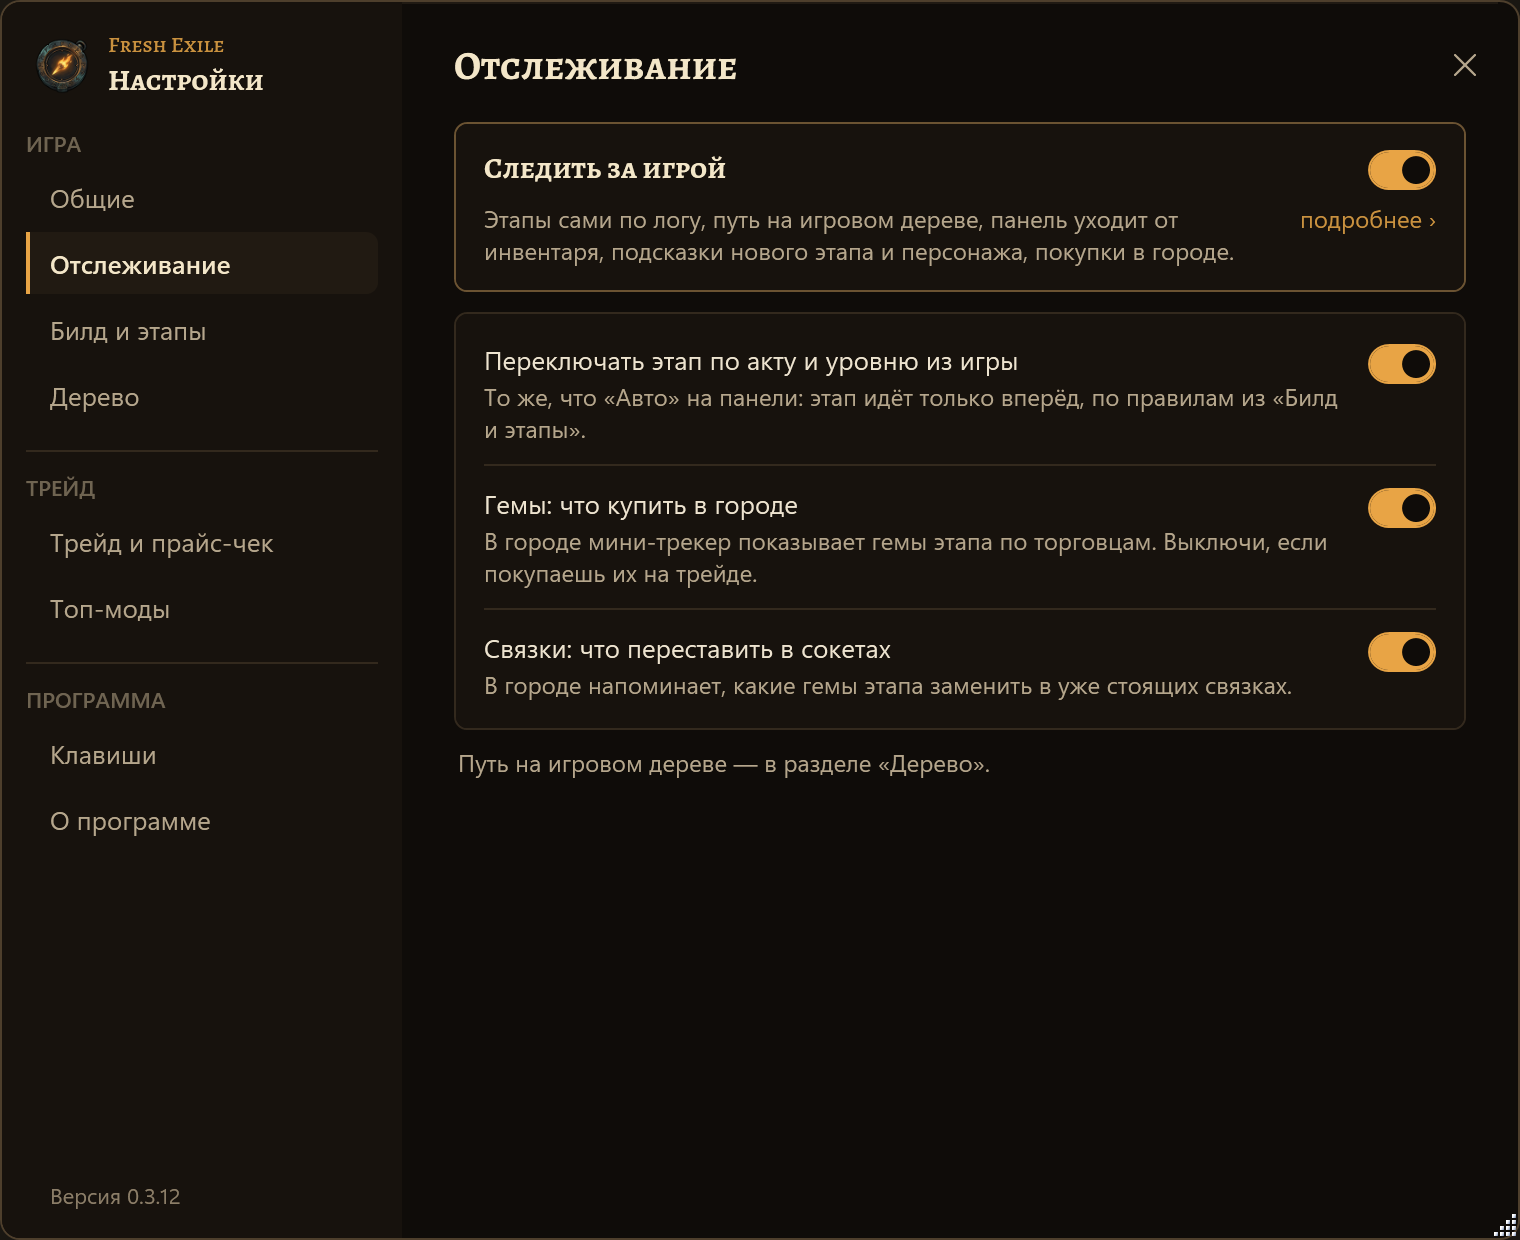 Fresh Exile
Настройки
ИГРА
Общие
Отслеживание
Билд и этапы
Дерево
ТРЕЙД
Трейд и прайс-чек
Топ-моды
ПРОГРАММА
Клавиши
О программе
Версия 0.3.12
Отслеживание
Следить за игрой
Этапы сами по логу, путь на игровом дереве, панель уходит от
инвентаря, подсказки нового этапа и персонажа, покупки в городе.
подробнее ›
Переключать этап по акту и уровню из игры
То же, что «Авто» на панели: этап идёт только вперёд, по правилам из «Билд
и этапы».
Гемы: что купить в городе
В городе мини-трекер показывает гемы этапа по торговцам. Выключи, если
покупаешь их на трейде.
Связки: что переставить в сокетах
В городе напоминает, какие гемы этапа заменить в уже стоящих связках.
Путь на игровом дереве — в разделе «Дерево».